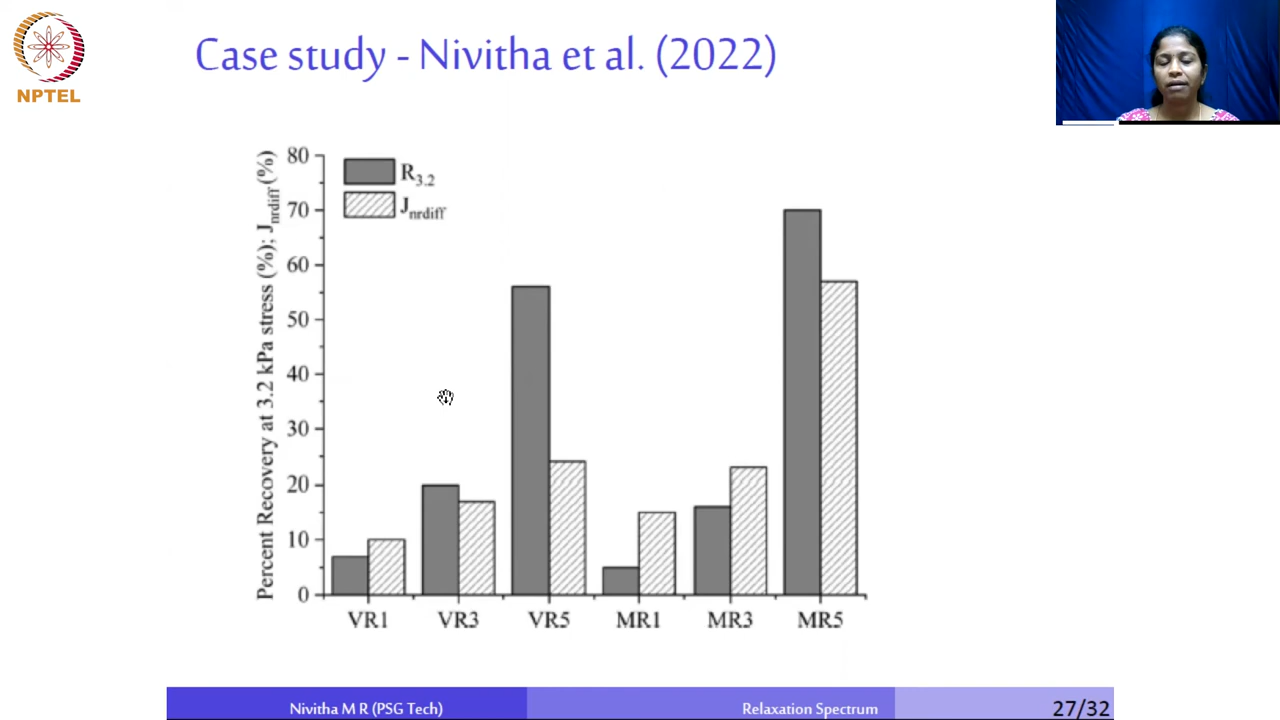 Case study - Nivitha et al. (2022)
NPTEL
Percent Recovery at 3.2 kPa stress (%); Jnrdiff (%)
80
70
60
50
40
30
20
10
0
R3.2
Jnrdiff
VR1 VR3 VR5 MR1 MR3 MR5
Nivitha M R (PSG Tech) Relaxation Spectrum 27/32